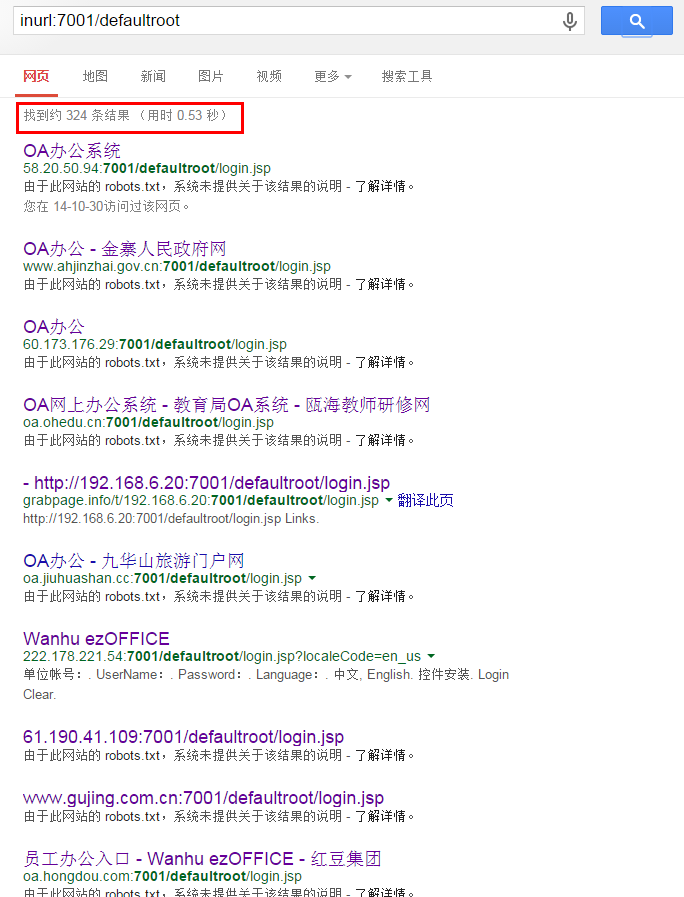 inurl:7001/defaultroot
网页 地图 新闻 图片 视频 更多 搜索工具
找到约 324 条结果 （用时 0.53 秒）
OA办公系统
58.20.50.94:7001/defaultroot/login.jsp
由于此网站的 robots.txt，系统未提供关于该结果的说明 - 了解详情。
您在 14-10-30访问过该网页。
OA办公 - 金寨人民政府网
www.ahjinzhai.gov.cn:7001/defaultroot/login.jsp
由于此网站的 robots.txt，系统未提供关于该结果的说明 - 了解详情。
OA办公
60.173.176.29:7001/defaultroot/login.jsp
由于此网站的 robots.txt，系统未提供关于该结果的说明 - 了解详情。
OA网上办公系统 - 教育局OA系统 - 瓯海教师研修网
oa.ohedu.cn:7001/defaultroot/login.jsp
由于此网站的 robots.txt，系统未提供关于该结果的说明 - 了解详情。
- http://192.168.6.20:7001/defaultroot/login.jsp
grabpage.info/t/192.168.6.20:7001/defaultroot/login.jsp 翻译此页
http://192.168.6.20:7001/defaultroot/login.jsp Links.
OA办公 - 九华山旅游门户网
oa.jiuhuashan.cc:7001/defaultroot/login.jsp
由于此网站的 robots.txt，系统未提供关于该结果的说明 - 了解详情。
Wanhu ezOFFICE
222.178.221.54:7001/defaultroot/login.jsp?localeCode=en_us
单位帐号：. UserName：. Password：. Language：. 中文, English. 控件安装. Login
Clear.
61.190.41.109:7001/defaultroot/login.jsp
由于此网站的 robots.txt，系统未提供关于该结果的说明 - 了解详情。
www.gujing.com.cn:7001/defaultroot/login.jsp
由于此网站的 robots.txt，系统未提供关于该结果的说明 - 了解详情。
员工办公入口 - Wanhu ezOFFICE - 红豆集团
oa.hongdou.com:7001/defaultroot/login.jsp
由于此网站的 robots.txt，系统未提供关于该结果的说明 - 了解详情。